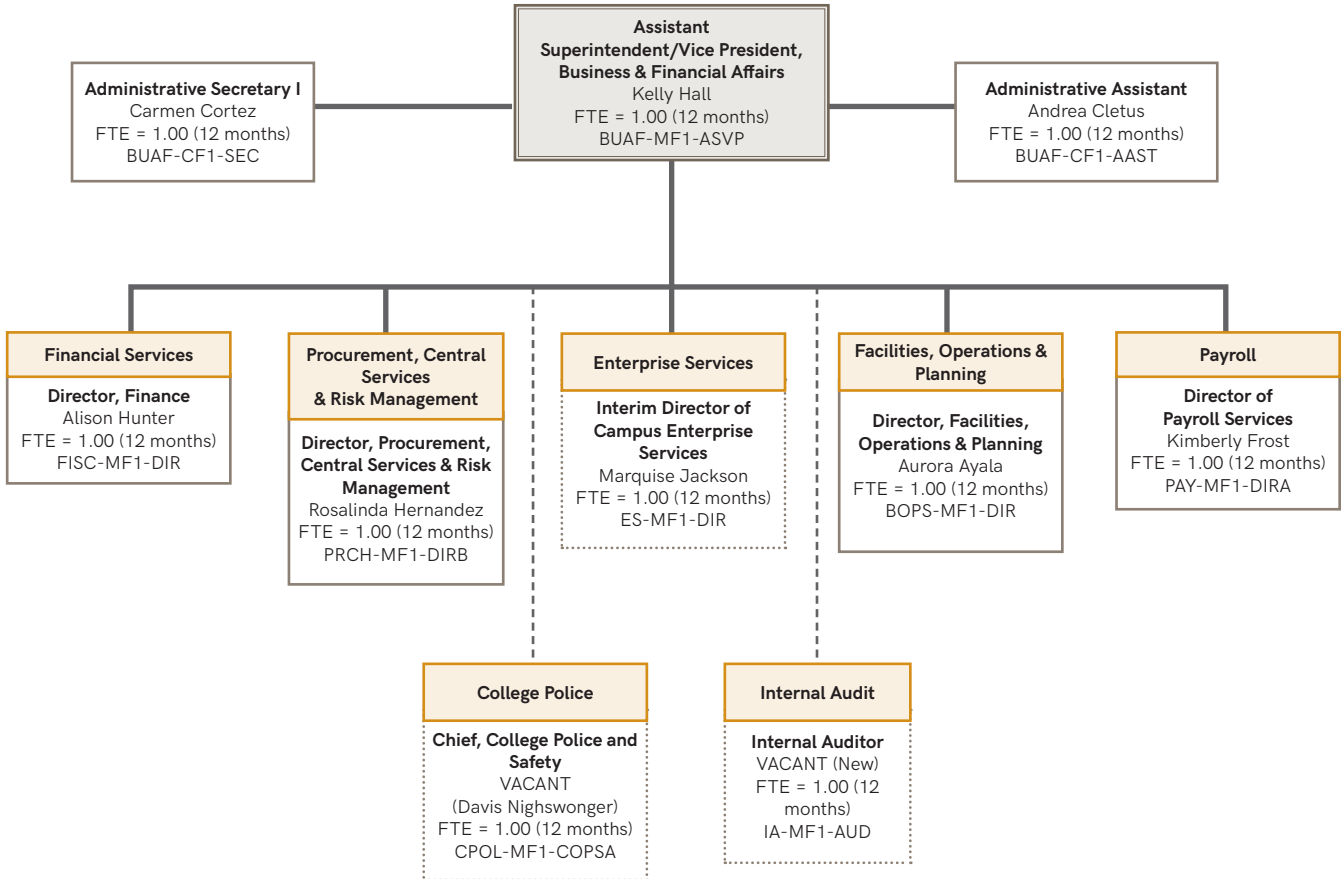 Assistant
Superintendent/Vice President,
Business & Financial Affairs
Kelly Hall
FTE = 1.00 (12 months)
BUAF-MF1-ASVP
Administrative Secretary I
Carmen Cortez
FTE = 1.00 (12 months)
BUAF-CF1-SEC
Administrative Assistant
Andrea Cletus
FTE = 1.00 (12 months)
BUAF-CF1-AAST
Financial Services
Director, Finance
Alison Hunter
FTE = 1.00 (12 months)
FISC-MF1-DIR
Procurement, Central
Services
& Risk Management
Director, Procurement,
Central Services & Risk
Management
Rosalinda Hernandez
FTE = 1.00 (12 months)
PRCH-MF1-DIRB
Enterprise Services
Interim Director of
Campus Enterprise
Services
Marquise Jackson
FTE = 1.00 (12 months)
ES-MF1-DIR
Facilities, Operations &
Planning
Director, Facilities,
Operations & Planning
Aurora Ayala
FTE = 1.00 (12 months)
BOPS-MF1-DIR
Payroll
Director of
Payroll Services
Kimberly Frost
FTE = 1.00 (12 months)
PAY-MF1-DIRA
College Police
Chief, College Police and
Safety
VACANT
(Davis Nighswonger)
FTE = 1.00 (12 months)
CPOL-MF1-COPSA
Internal Audit
Internal Auditor
VACANT (New)
FTE = 1.00 (12
months)
IA-MF1-AUD